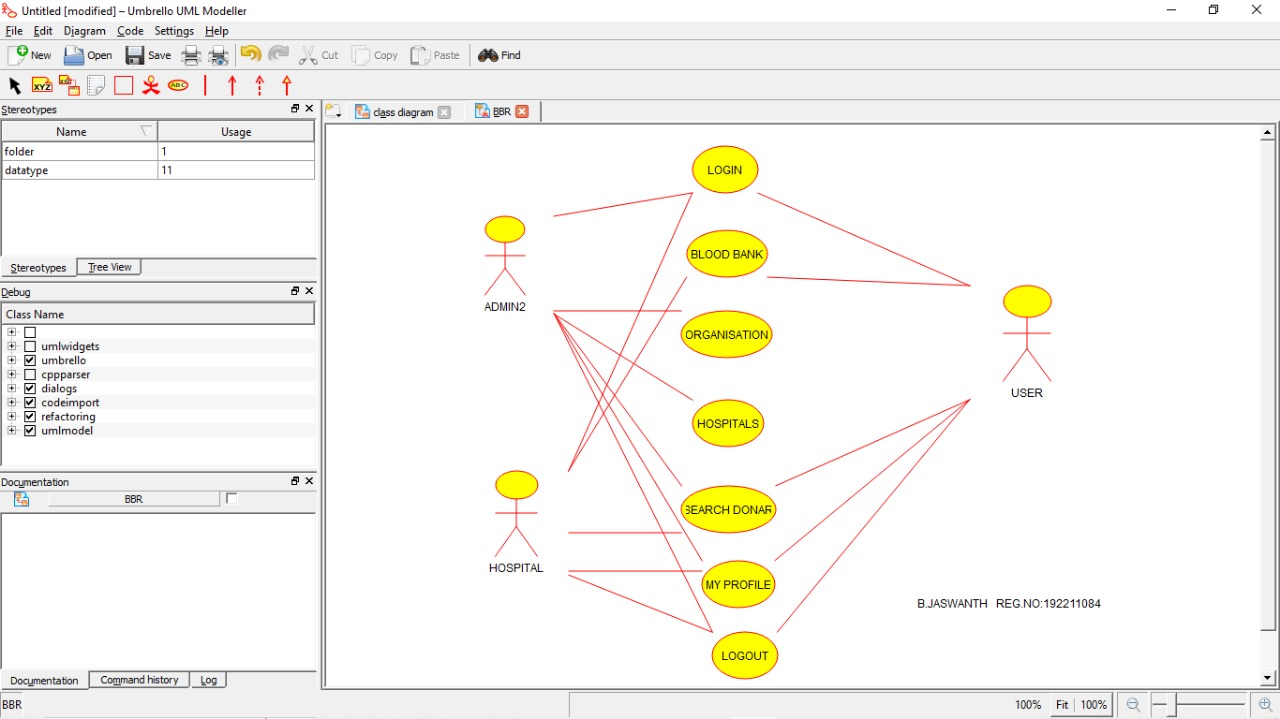 Untitled [modified] – Umbrello UML Modeller
File Edit Diagram Code Settings Help
New Open Save Cut Copy Paste Find
XYZ ABC
Stereotypes
Name Usage
folder 1
datatype 11
Stereotypes Tree View
Debug
Class Name
umlwidgets
umbrello
cppparser
dialogs
codeimport
refactoring
umlmodel
Documentation
BBR
Documentation Command history Log
class diagram BBR
LOGIN
BLOOD BANK
ADMIN2
ORGANISATION
USER
HOSPITALS
SEARCH DONAR
HOSPITAL
MY PROFILE
B.JASWANTH REG.NO:192211084
LOGOUT
BBR 100% Fit 100%